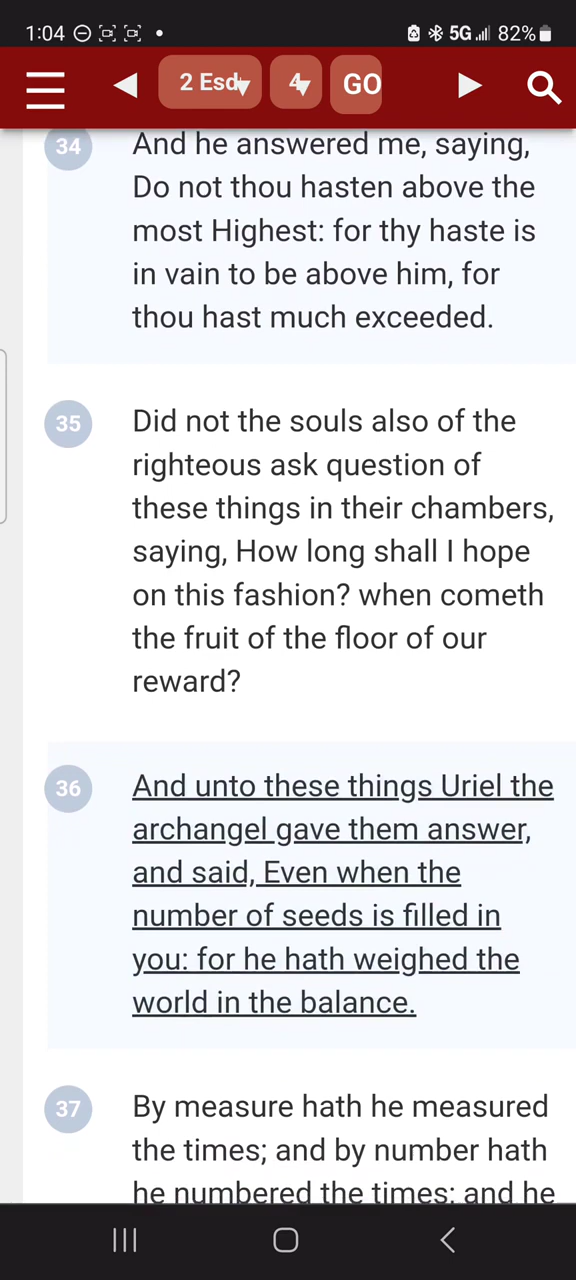 1:04 5G 82%
2 Esd 4 GO
34 And he answered me, saying,
Do not thou hasten above the
most Highest: for thy haste is
in vain to be above him, for
thou hast much exceeded.
35 Did not the souls also of the
righteous ask question of
these things in their chambers,
saying, How long shall I hope
on this fashion? when cometh
the fruit of the floor of our
reward?
36 And unto these things Uriel the
archangel gave them answer,
and said, Even when the
number of seeds is filled in
you: for he hath weighed the
world in the balance.
37 By measure hath he measured
the times; and by number hath
he numbered the times; and he